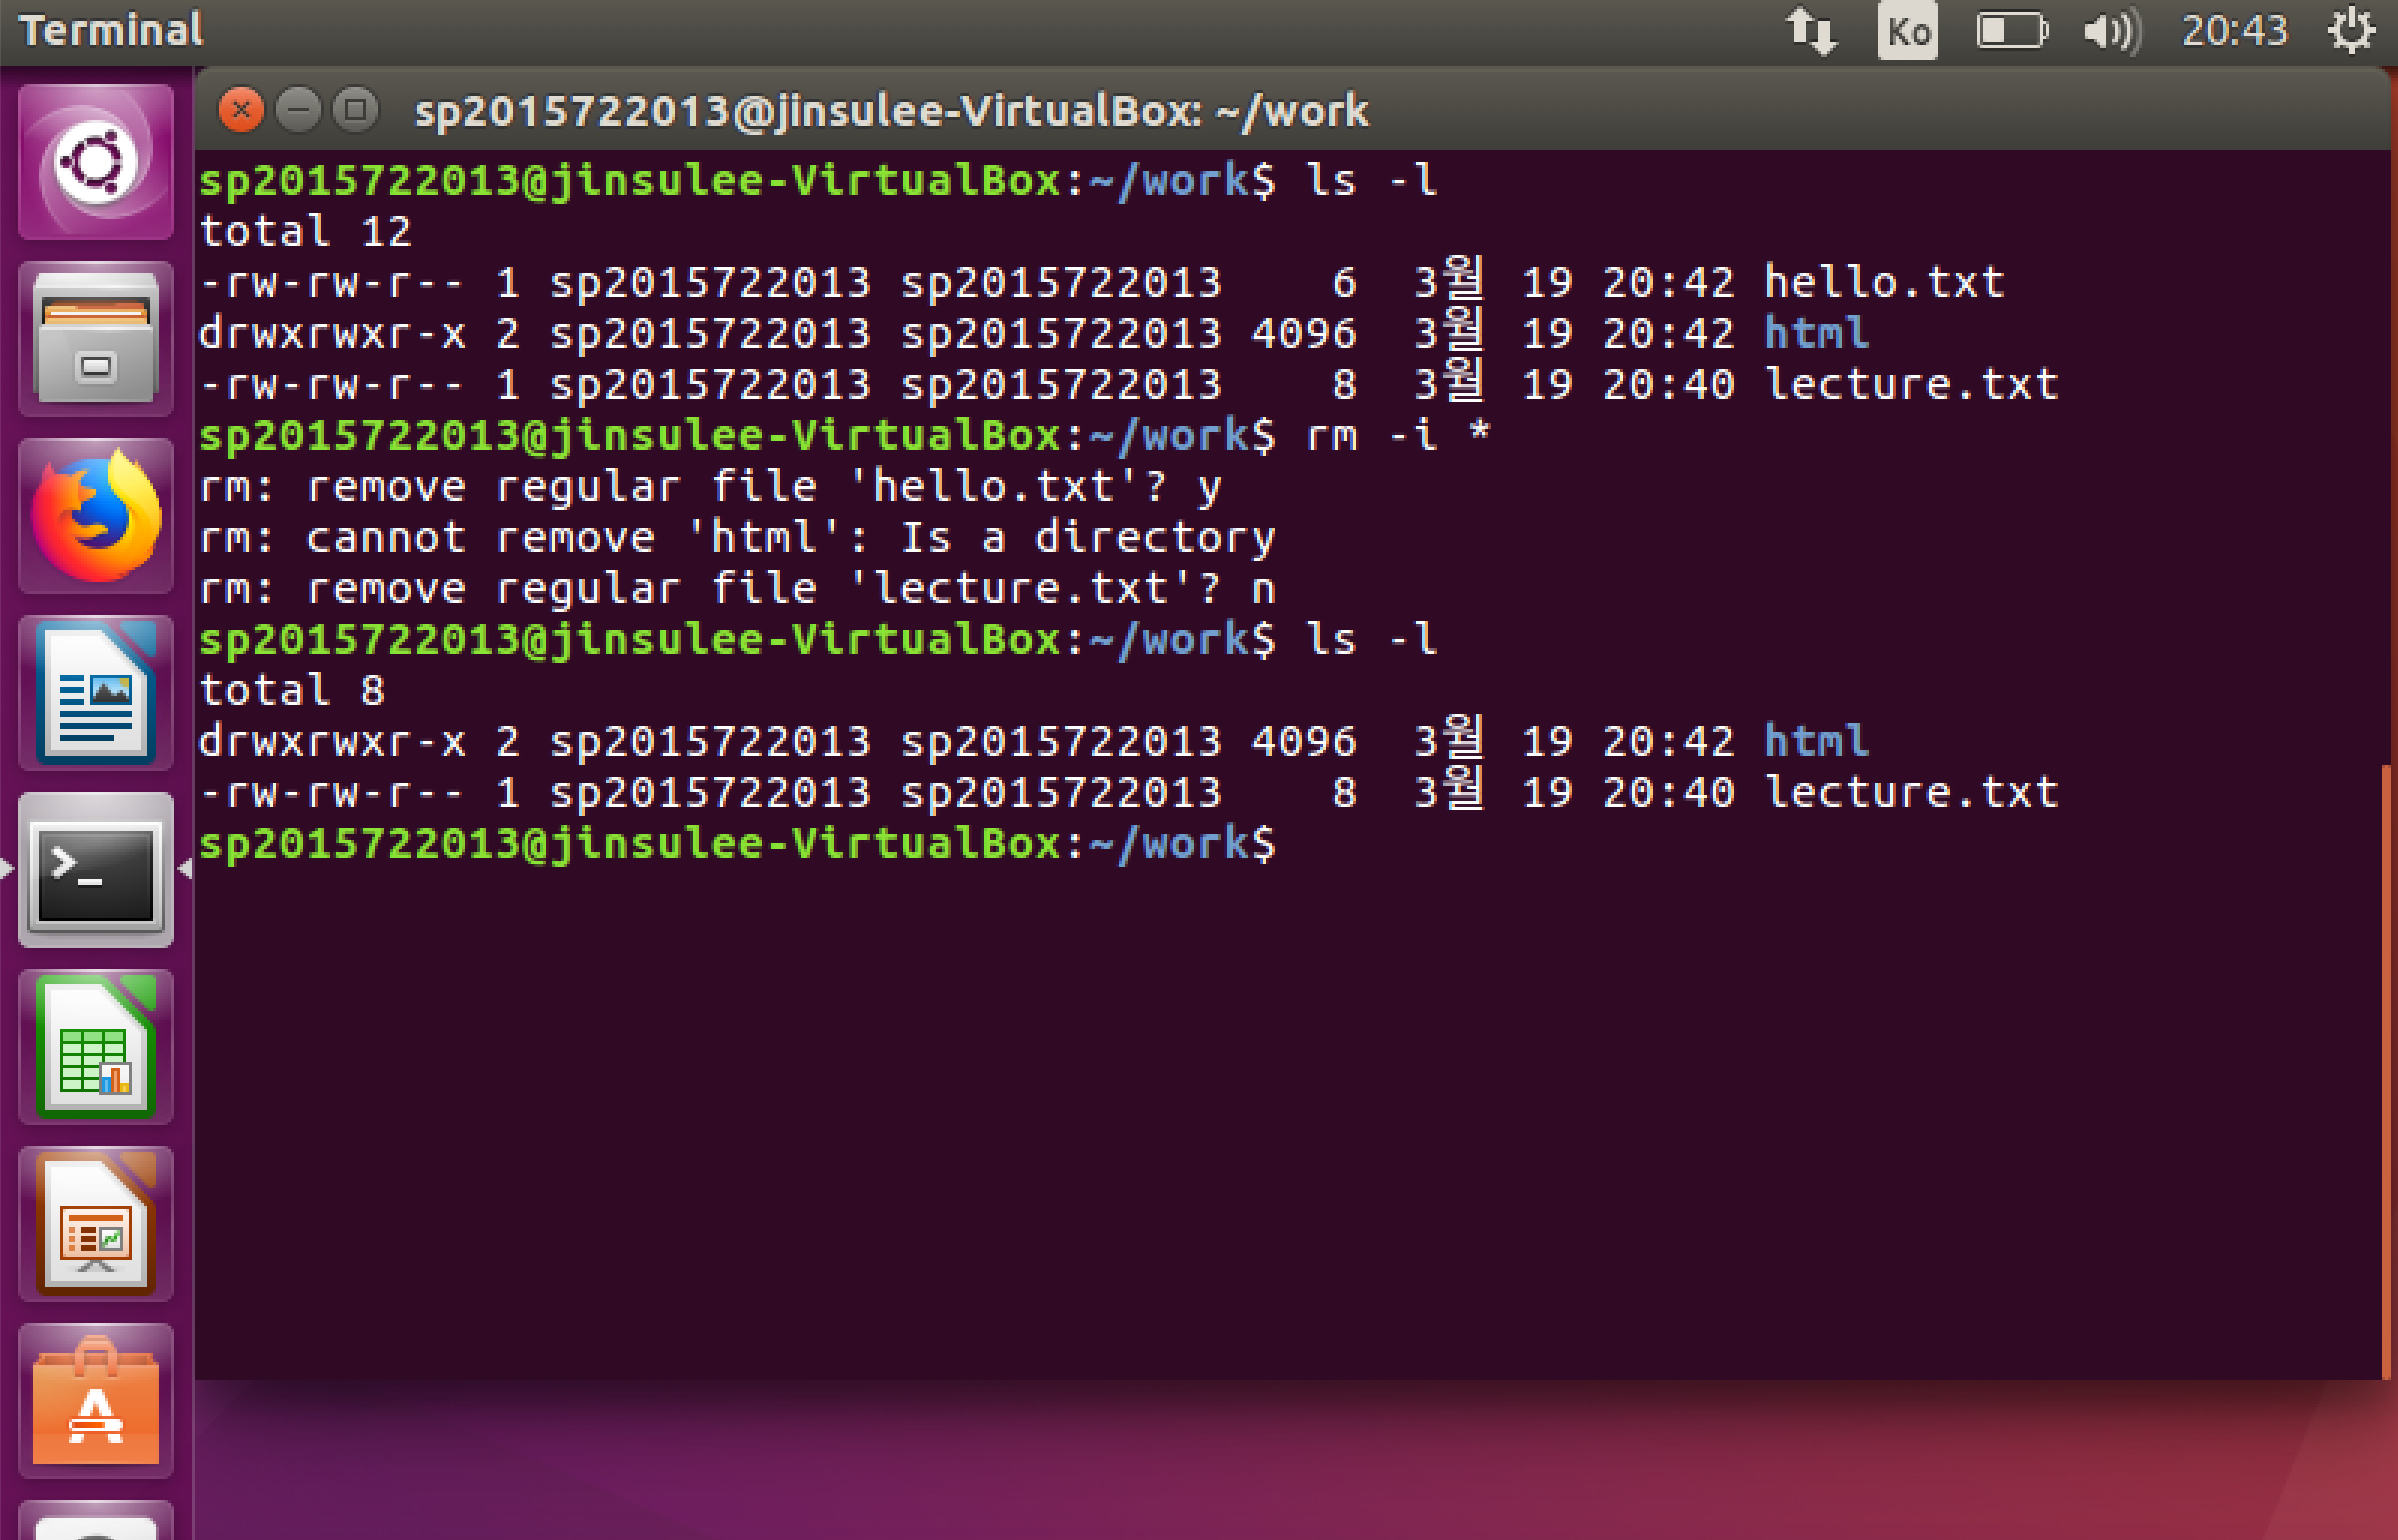 Terminal
Ko
20:43
sp2015722013@jinsulee-VirtualBox: ~/work
sp2015722013@jinsulee-VirtualBox:~/work$ ls -l
total 12
-rw-rw-r-- 1 sp2015722013 sp2015722013    6  3월 19 20:42 hello.txt
drwxrwxr-x 2 sp2015722013 sp2015722013 4096  3월 19 20:42 html
-rw-rw-r-- 1 sp2015722013 sp2015722013    8  3월 19 20:40 lecture.txt
sp2015722013@jinsulee-VirtualBox:~/work$ rm -i *
rm: remove regular file 'hello.txt'? y
rm: cannot remove 'html': Is a directory
rm: remove regular file 'lecture.txt'? n
sp2015722013@jinsulee-VirtualBox:~/work$ ls -l
total 8
drwxrwxr-x 2 sp2015722013 sp2015722013 4096  3월 19 20:42 html
-rw-rw-r-- 1 sp2015722013 sp2015722013    8  3월 19 20:40 lecture.txt
sp2015722013@jinsulee-VirtualBox:~/work$